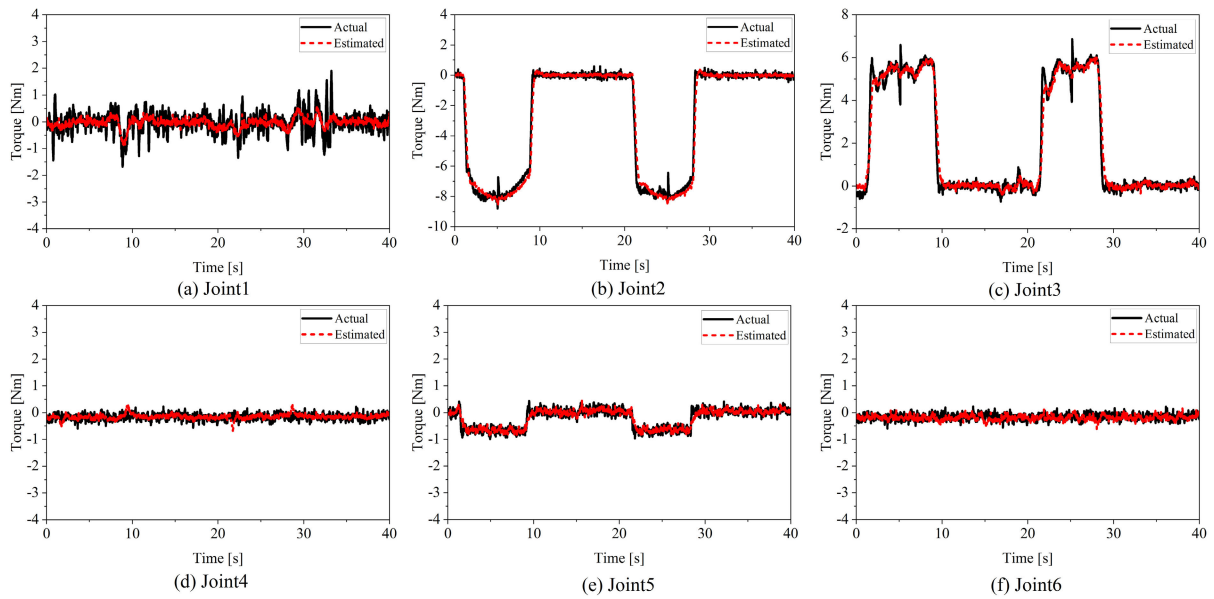 4
3
2
1
0
-1
-2
-3
-4
Torque [Nm]
Actual
Estimated
0 10 20 30 40
Time [s]
(a) Joint1
4
2
0
-2
-4
-6
-8
-10
Torque [Nm]
Actual
Estimated
0 10 20 30 40
Time [s]
(b) Joint2
8
6
4
2
0
-2
Torque [Nm]
Actual
Estimated
0 10 20 30 40
Time [s]
(c) Joint3
4
3
2
1
0
-1
-2
-3
-4
Torque [Nm]
Actual
Estimated
0 10 20 30 40
Time [s]
(d) Joint4
4
3
2
1
0
-1
-2
-3
-4
Torque [Nm]
Actual
Estimated
0 10 20 30 40
Time [s]
(e) Joint5
4
3
2
1
0
-1
-2
-3
-4
Torque [Nm]
Actual
Estimated
0 10 20 30 40
Time [s]
(f) Joint6